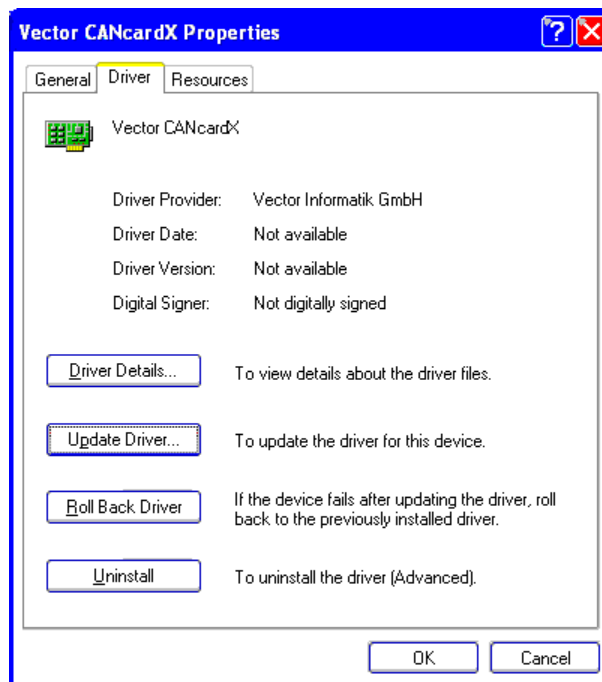 Vector CANcardX Properties
General Driver Resources
Vector CANcardX
Driver Provider: Vector Informatik GmbH
Driver Date: Not available
Driver Version: Not available
Digital Signer: Not digitally signed
Driver Details... To view details about the driver files.
Update Driver... To update the driver for this device.
Roll Back Driver If the device fails after updating the driver, roll
back to the previously installed driver.
Uninstall To uninstall the driver (Advanced).
OK Cancel